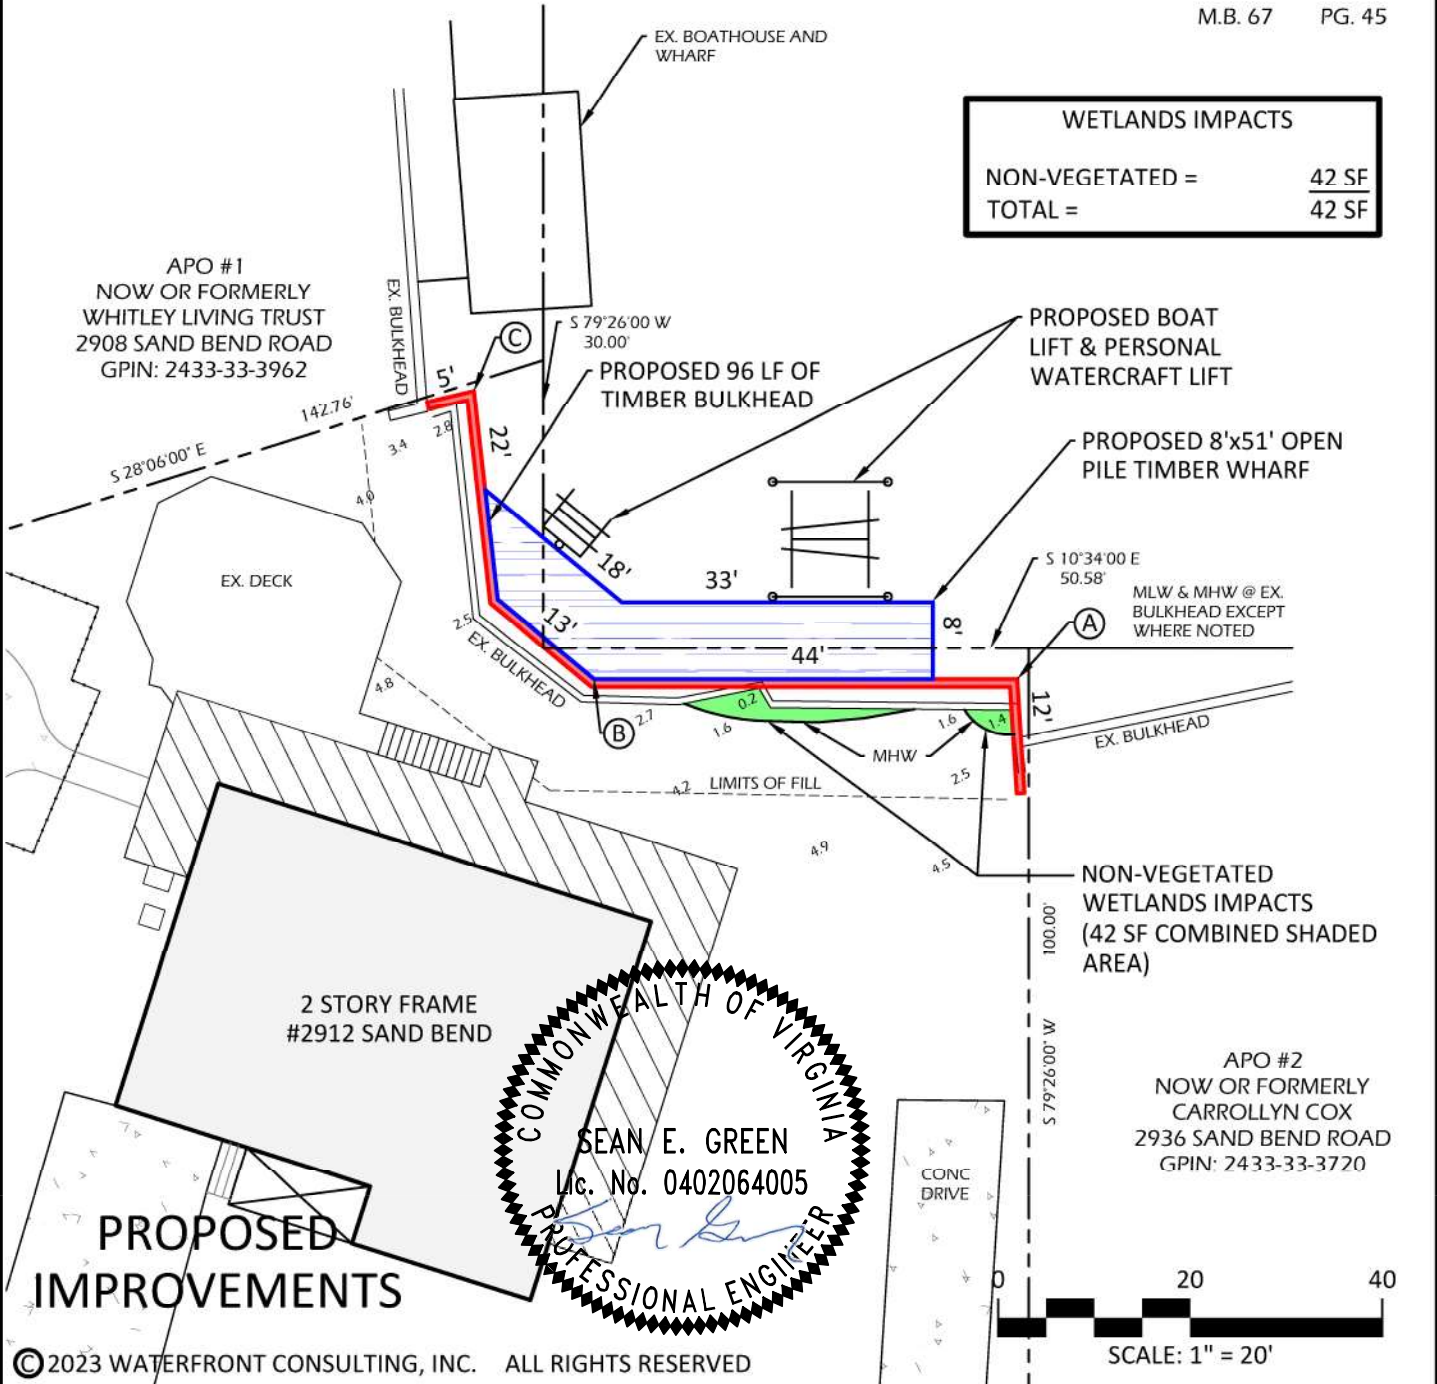 M.B. 67 PG. 45
EX. BOATHOUSE AND
WHARF
WETLANDS IMPACTS
NON-VEGETATED = 42 SF
TOTAL = 42 SF
APO #1
NOW OR FORMERLY
WHITLEY LIVING TRUST
2908 SAND BEND ROAD
GPIN: 2433-33-3962
EX. BULKHEAD
S 79°26'00" W
30.00'
C
PROPOSED BOAT
LIFT & PERSONAL
WATERCRAFT LIFT
PROPOSED 96 LF OF
TIMBER BULKHEAD
5'
142.76'
S 28°06'00" E
22'
2.8
3.4
4.0
PROPOSED 8'x51' OPEN
PILE TIMBER WHARF
EX. DECK
18'
33'
S 10°34'00 E
50.58'
MLW & MHW @ EX.
BULKHEAD EXCEPT
WHERE NOTED
A
8'
13'
44'
2.5
EX. BULKHEAD
4.8
B
2.7
0.2
1.6
MHW
1.6
1.4
12'
EX. BULKHEAD
2.5
4.2
LIMITS OF FILL
4.9
4.5
NON-VEGETATED
WETLANDS IMPACTS
(42 SF COMBINED SHADED
AREA)
100.00'
S 79°26'00" W
2 STORY FRAME
#2912 SAND BEND
COMMONWEALTH OF VIRGINIA
SEAN E. GREEN
Lic. No. 0402064005
Sean Green
PROFESSIONAL ENGINEER
APO #2
NOW OR FORMERLY
CARROLLYN COX
2936 SAND BEND ROAD
GPIN: 2433-33-3720
CONC
DRIVE
PROPOSED
IMPROVEMENTS
0 20 40
SCALE: 1" = 20'
© 2023 WATERFRONT CONSULTING, INC. ALL RIGHTS RESERVED